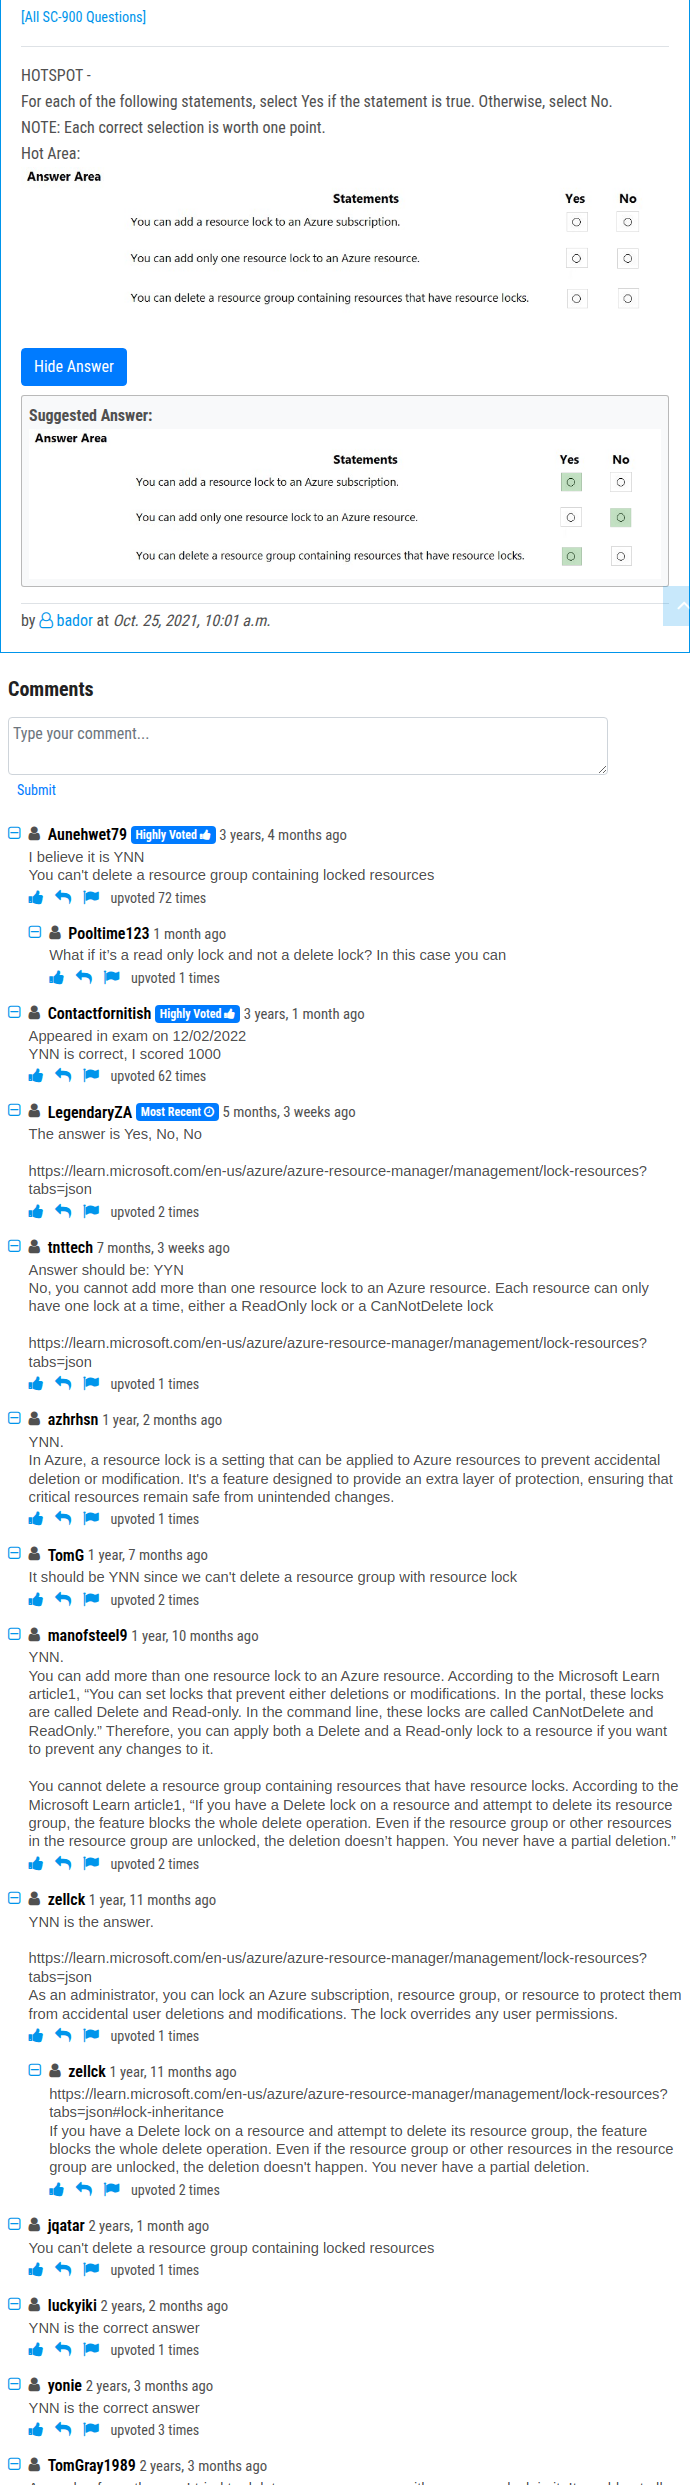 [All SC-900 Questions]
HOTSPOT -
For each of the following statements, select Yes if the statement is true. Otherwise, select No.
NOTE: Each correct selection is worth one point.
Hot Area:
Answer Area
Statements Yes No
You can add a resource lock to an Azure subscription.
You can add only one resource lock to an Azure resource.
You can delete a resource group containing resources that have resource locks.
Hide Answer
Suggested Answer:
Answer Area
Statements Yes No
You can add a resource lock to an Azure subscription.
You can add only one resource lock to an Azure resource.
You can delete a resource group containing resources that have resource locks.
by bador at Oct. 25, 2021, 10:01 a.m.
Comments
Type your comment...
Submit
Aunehwet79 Highly Voted 3 years, 4 months ago
I believe it is YNN
You can't delete a resource group containing locked resources
upvoted 72 times
Pooltime123 1 month ago
What if it's a read only lock and not a delete lock? In this case you can
upvoted 1 times
Contactfornitish Highly Voted 3 years, 1 month ago
Appeared in exam on 12/02/2022
YNN is correct, I scored 1000
upvoted 62 times
LegendaryZA Most Recent 5 months, 3 weeks ago
The answer is Yes, No, No
https://learn.microsoft.com/en-us/azure/azure-resource-manager/management/lock-resources?
tabs=json
upvoted 2 times
tnttech 7 months, 3 weeks ago
Answer should be: YYN
No, you cannot add more than one resource lock to an Azure resource. Each resource can only
have one lock at a time, either a ReadOnly lock or a CanNotDelete lock
https://learn.microsoft.com/en-us/azure/azure-resource-manager/management/lock-resources?
tabs=json
upvoted 1 times
azhrhsn 1 year, 2 months ago
YNN.
In Azure, a resource lock is a setting that can be applied to Azure resources to prevent accidental
deletion or modification. It's a feature designed to provide an extra layer of protection, ensuring that
critical resources remain safe from unintended changes.
upvoted 1 times
TomG 1 year, 7 months ago
It should be YNN since we can't delete a resource group with resource lock
upvoted 2 times
manofsteel9 1 year, 10 months ago
YNN.
You can add more than one resource lock to an Azure resource. According to the Microsoft Learn
article1, “You can set locks that prevent either deletions or modifications. In the portal, these locks
are called Delete and Read-only. In the command line, these locks are called CanNotDelete and
ReadOnly.” Therefore, you can apply both a Delete and a Read-only lock to a resource if you want
to prevent any changes to it.
You cannot delete a resource group containing resources that have resource locks. According to the
Microsoft Learn article1, “If you have a Delete lock on a resource and attempt to delete its resource
group, the feature blocks the whole delete operation. Even if the resource group or other resources
in the resource group are unlocked, the deletion doesn’t happen. You never have a partial deletion.”
upvoted 2 times
zellck 1 year, 11 months ago
YNN is the answer.
https://learn.microsoft.com/en-us/azure/azure-resource-manager/management/lock-resources?
tabs=json
As an administrator, you can lock an Azure subscription, resource group, or resource to protect them
from accidental user deletions and modifications. The lock overrides any user permissions.
upvoted 1 times
zellck 1 year, 11 months ago
https://learn.microsoft.com/en-us/azure/azure-resource-manager/management/lock-resources?
tabs=json#lock-inheritance
If you have a Delete lock on a resource and attempt to delete its resource group, the feature
blocks the whole delete operation. Even if the resource group or other resources in the resource
group are unlocked, the deletion doesn't happen. You never have a partial deletion.
upvoted 2 times
jqatar 2 years, 1 month ago
You can't delete a resource group containing locked resources
upvoted 1 times
luckyiki 2 years, 2 months ago
YNN is the correct answer
upvoted 1 times
yonie 2 years, 3 months ago
YNN is the correct answer
upvoted 3 times
TomGray1989 2 years, 3 months ago